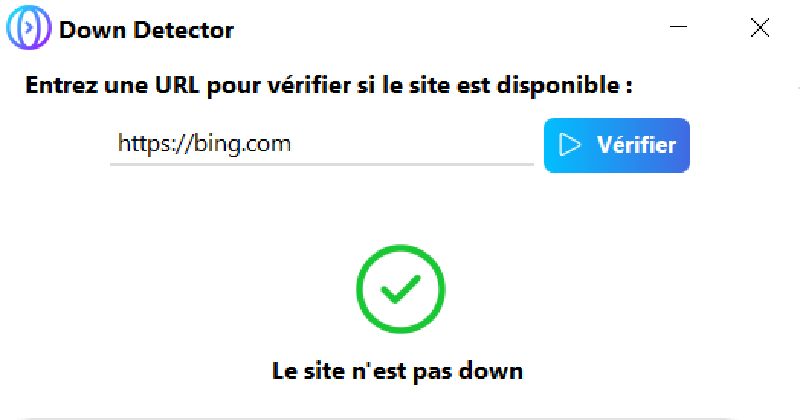 Down Detector
Entrez une URL pour vérifier si le site est disponible :
https://bing.com
Vérifier
Le site n'est pas down